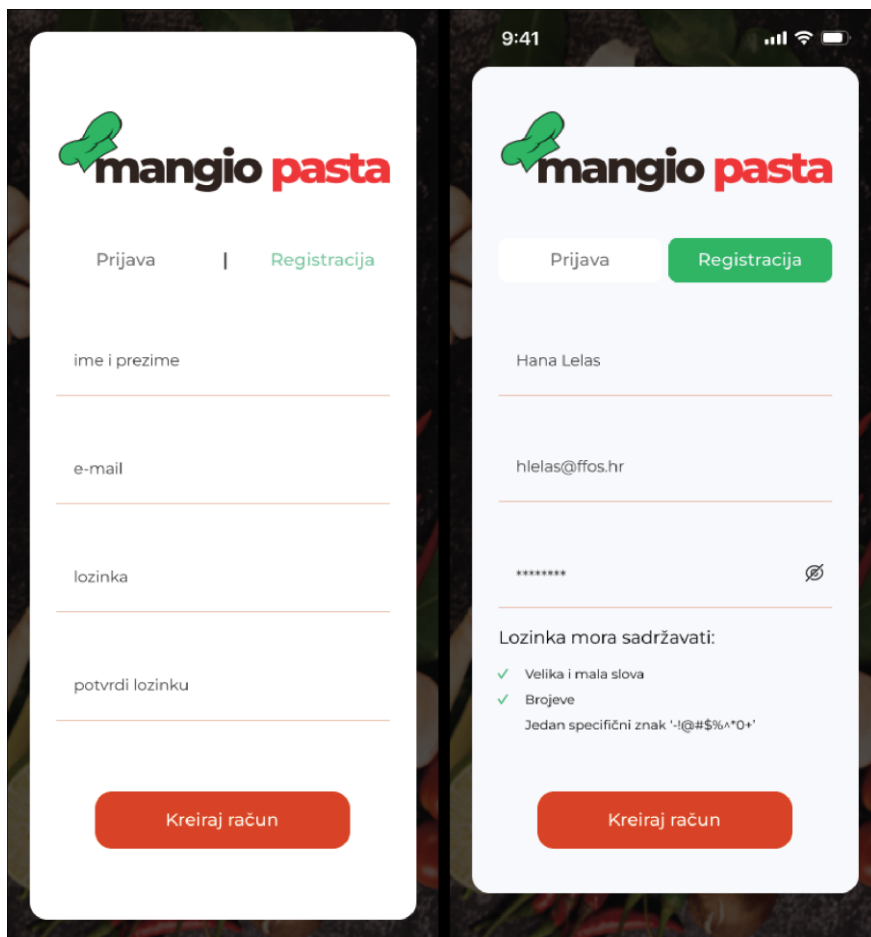 mangio pasta
Prijava | Registracija
ime i prezime
e-mail
lozinka
potvrdi lozinku
Kreiraj račun
9:41
mangio pasta
Prijava Registracija
Hana Lelas
hlelas@ffos.hr
********
Lozinka mora sadržavati:
Velika i mala slova
Brojeve
Jedan specifični znak '-!@#$%^*0+'
Kreiraj račun